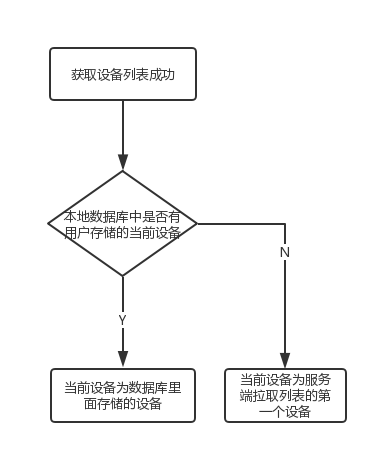 获取设备列表成功
本地数据库中是否有
用户存储的当前设备
N
Y
当前设备为数据库里
面存储的设备
当前设备为服务
端拉取列表的第
一个设备